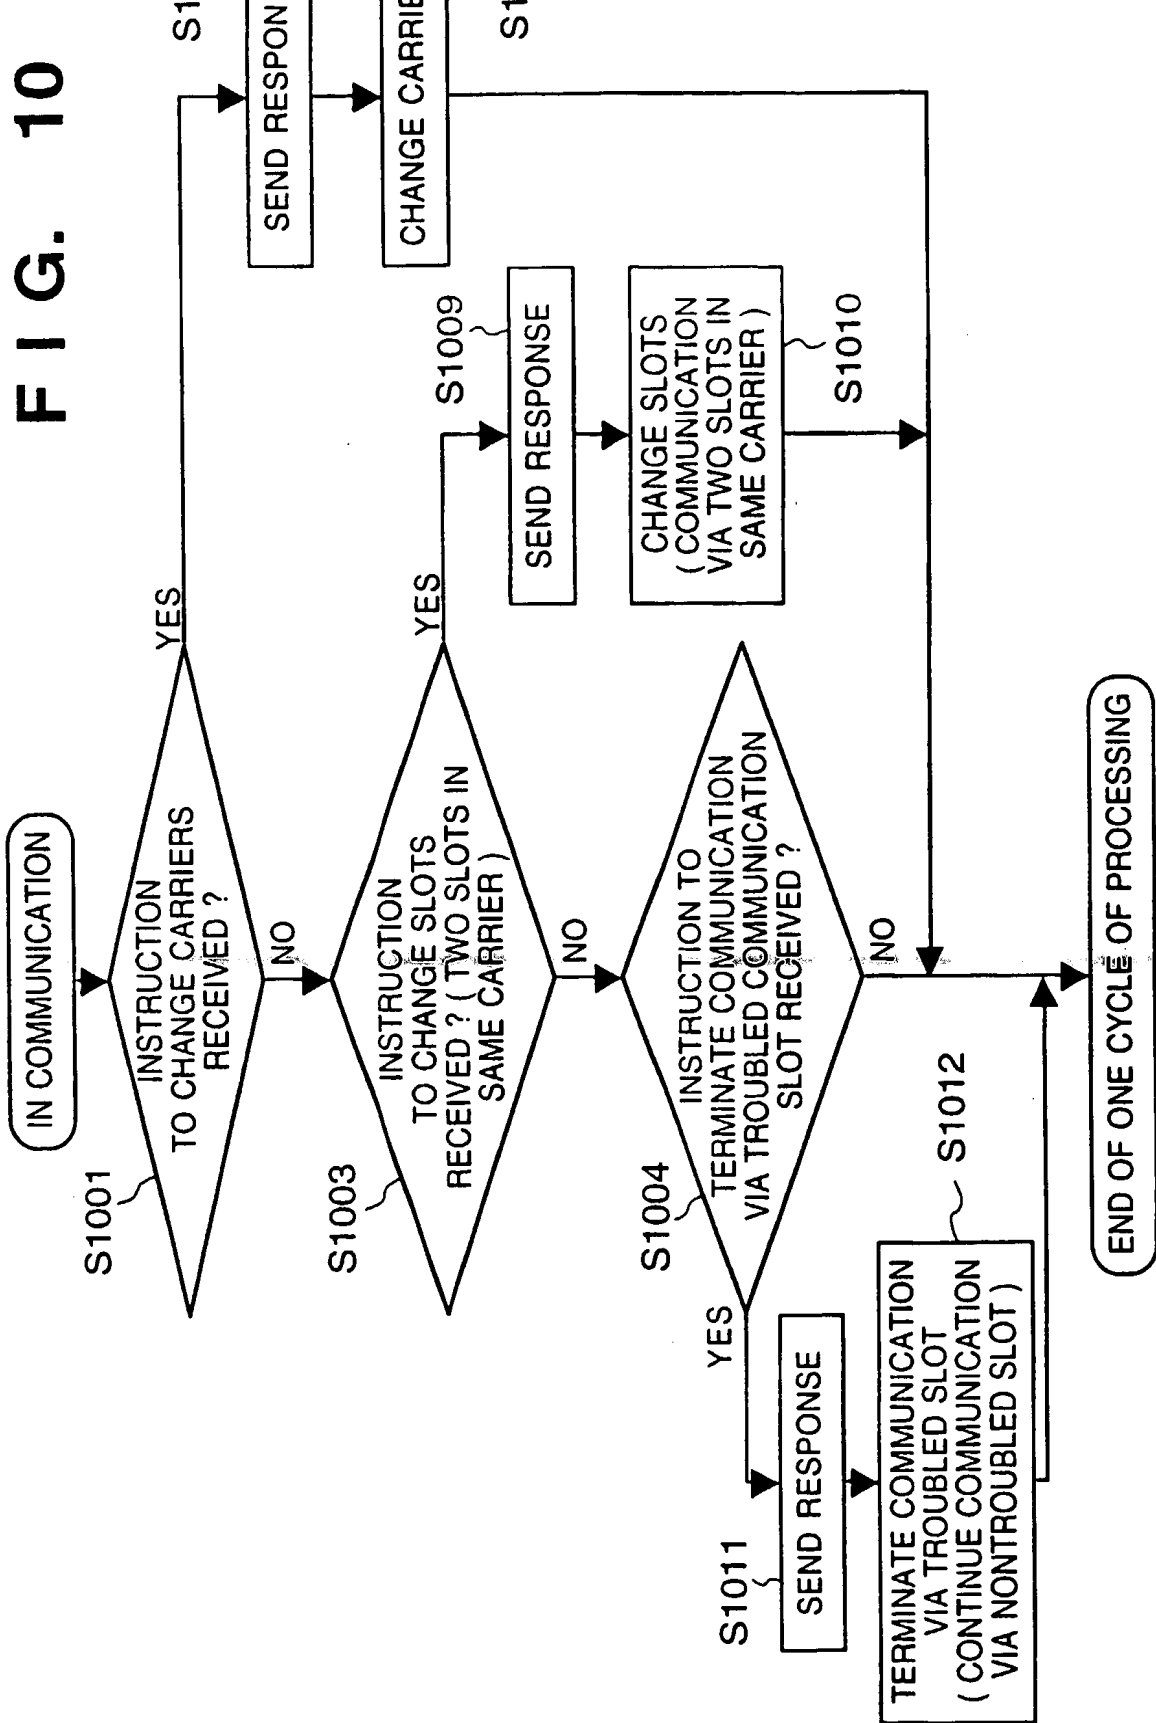 FIG. 10
IN COMMUNICATION
S1001
INSTRUCTION
TO CHANGE CARRIERS
RECEIVED ?
YES
NO
SEND RESPON
CHANGE CARRIE
S1003
INSTRUCTION
TO CHANGE SLOTS
RECEIVED ? ( TWO SLOTS IN
SAME CARRIER )
YES
NO
S1009
SEND RESPONSE
CHANGE SLOTS
( COMMUNICATION
VIA TWO SLOTS IN
SAME CARRIER )
S1010
S1004
INSTRUCTION TO
TERMINATE COMMUNICATION
VIA TROUBLED COMMUNICATION
SLOT RECEIVED ?
YES
NO
S1011
SEND RESPONSE
TERMINATE COMMUNICATION
VIA TROUBLED SLOT
( CONTINUE COMMUNICATION
VIA NONTROUBLED SLOT )
S1012
END OF ONE CYCLE OF PROCESSING